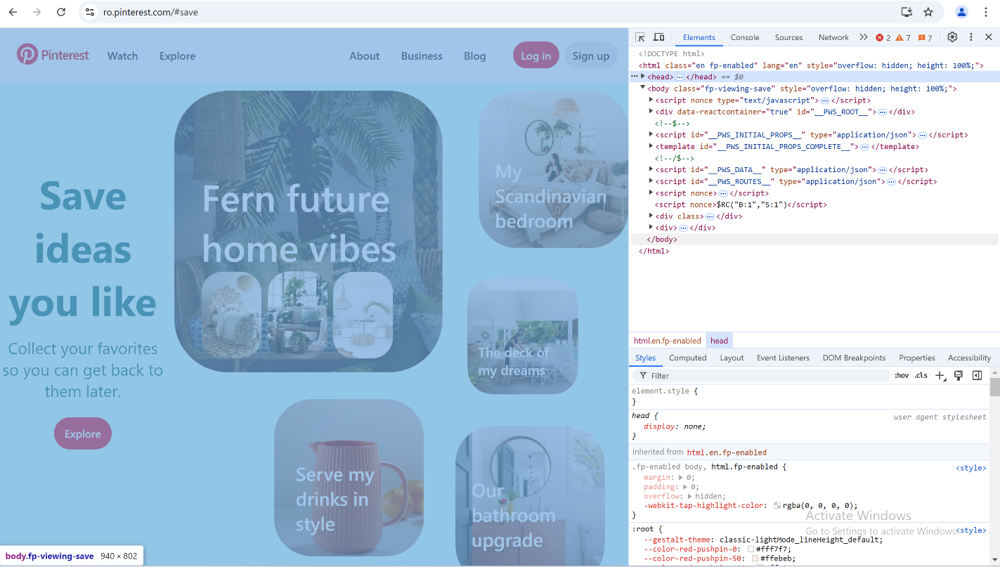 ro.pinterest.com/#save
Pinterest Watch Explore About Business Blog Log in Sign up
Save
ideas
you like
Collect your favorites
so you can get back to
them later.
Explore
Fern future
home vibes
My
Scandinavian
bedroom
The deck of
my dreams
Serve my
drinks in
style
Our
bathroom
upgrade
body.fp-viewing-save 940 × 802
Elements Console Sources Network 2 7 7
<!DOCTYPE html>
<html class="en fp-enabled" lang="en" style="overflow: hidden; height: 100%;">
<head> … </head> == $0
<body class="fp-viewing-save" style="overflow: hidden; height: 100%;">
<script nonce type="text/javascript"> … </script>
<div data-reactcontainer="true" id="__PWS_ROOT__"> … </div>
<!--$-->
<script id="__PWS_INITIAL_PROPS__" type="application/json"> … </script>
<template id="__PWS_INITIAL_PROPS_COMPLETE__"> … </template>
<!--/$-->
<script id="__PWS_DATA__" type="application/json"> … </script>
<script id="__PWS_ROUTES__" type="application/json"> … </script>
<script nonce> … </script>
<script nonce>$RC("B:1","S:1")</script>
<div class> … </div>
<div> … </div>
</body>
</html>
html.en.fp-enabled head
Styles Computed Layout Event Listeners DOM Breakpoints Properties Accessibility
Filter :hov .cls
element.style {
}
head { user agent stylesheet
display: none;
}
Inherited from html.en.fp-enabled
.fp-enabled body, html.fp-enabled { <style>
margin: 0;
padding: 0;
overflow: hidden;
-webkit-tap-highlight-color: rgba(0, 0, 0, 0);
}
Activate Windows
Go to Settings to activate Windows.
:root { <style>
--gestalt-theme: classic-lightMode_lineHeight_default;
--color-red-pushpin-0: #fff7f7;
--color-red-pushpin-50: #ffebeb;